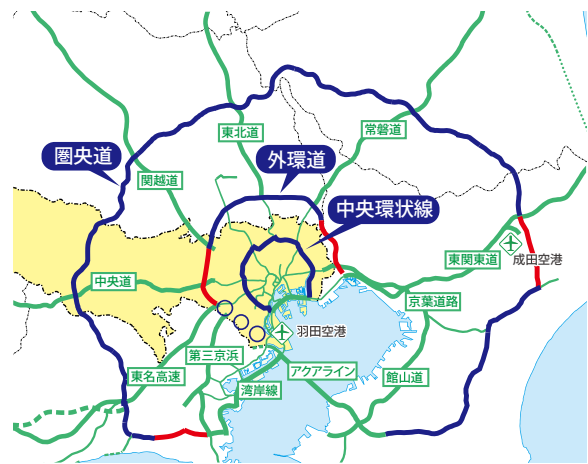 東北道
常磐道
圏央道
外環道
関越道
中央環状線
東関東道
成田空港
中央道
京葉道路
羽田空港
第三京浜
東名高速
アクアライン
館山道
湾岸線